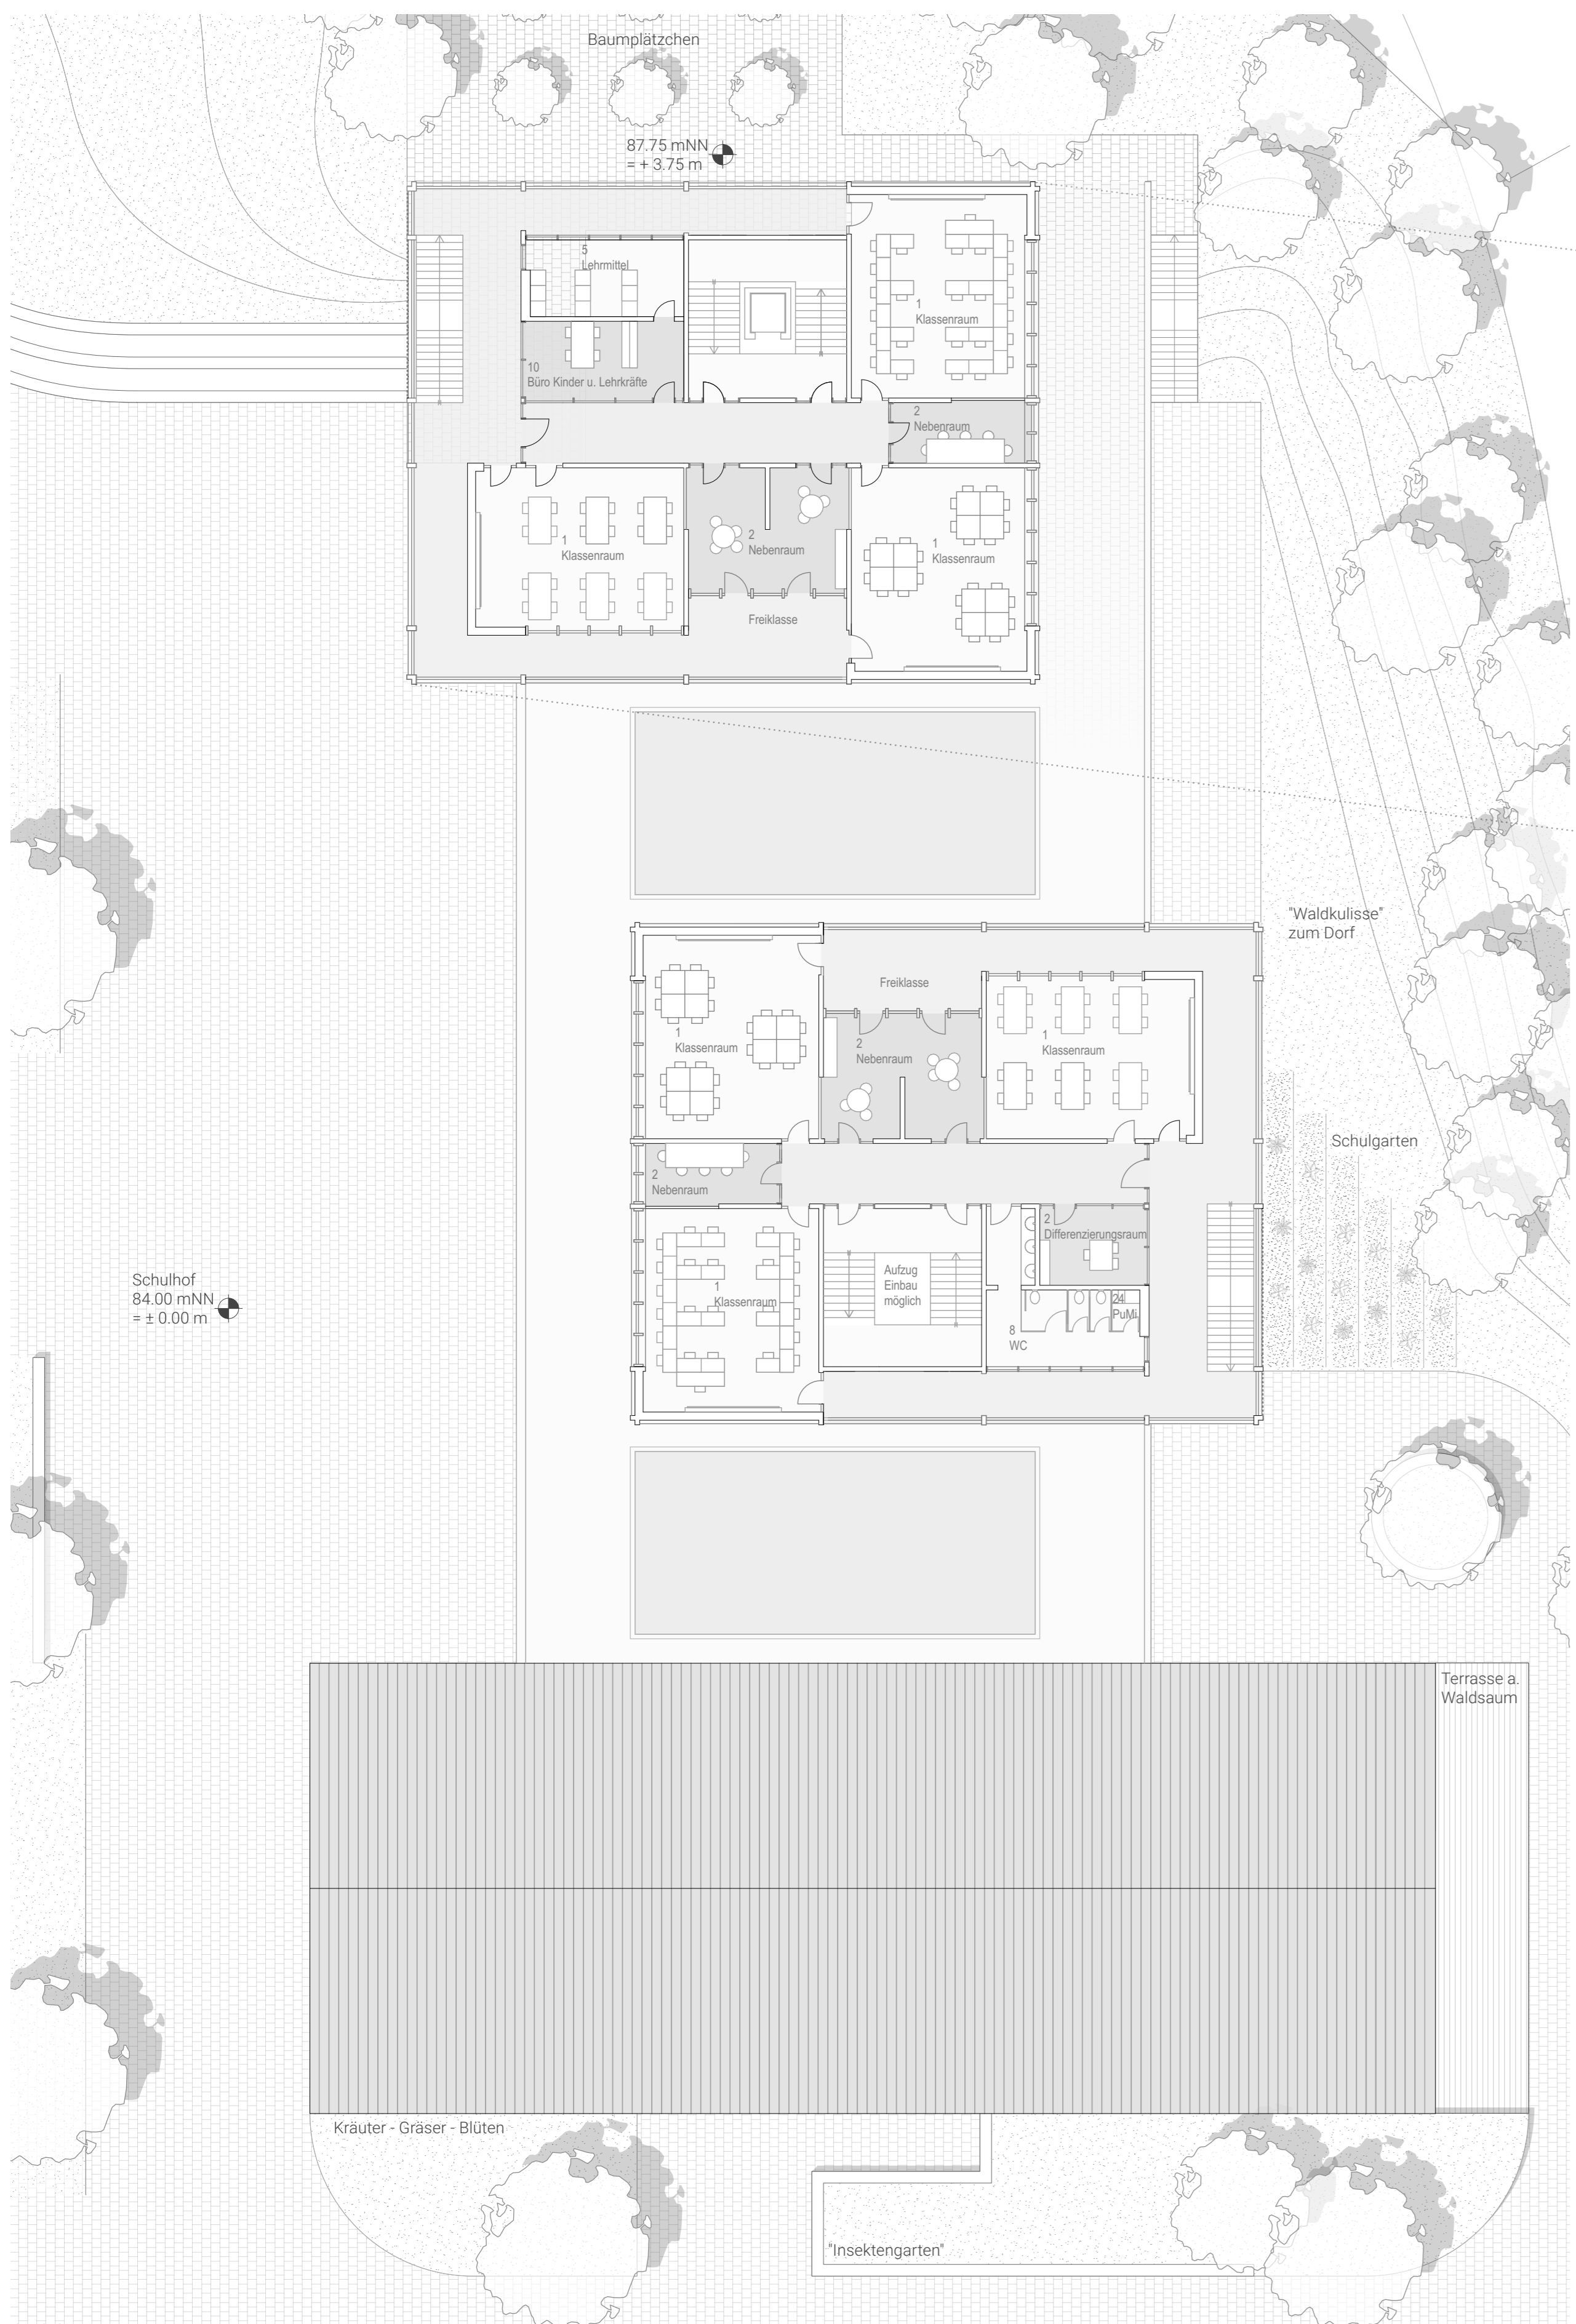 Baumplätzchen
87.75 mNN
= + 3.75 m
5
Lehrmittel
1
Klassenraum
10
Büro Kinder u. Lehrkräfte
2
Nebenraum
1
Klassenraum
2
Nebenraum
1
Klassenraum
Freiklasse
"Waldkulisse"
zum Dorf
Freiklasse
1
Klassenraum
2
Nebenraum
1
Klassenraum
Schulgarten
2
Nebenraum
2
Differenzierungsraum
Schulhof
84.00 mNN
= ± 0.00 m
1
Klassenraum
Aufzug
Einbau
möglich
24
PuMi
8
WC
Terrasse a.
Waldsaum
Kräuter - Gräser - Blüten
"Insektengarten"